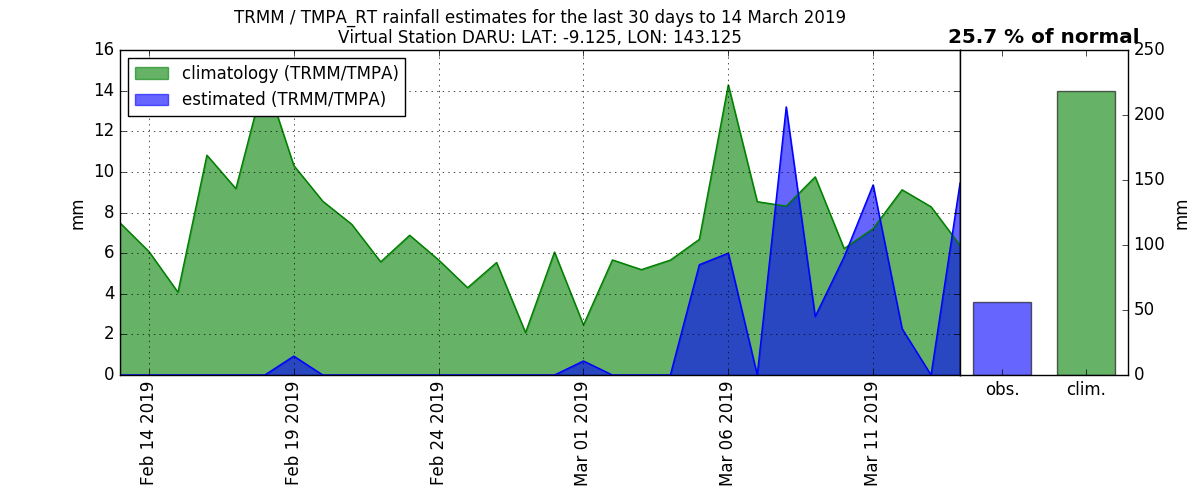 TRMM / TMPA_RT rainfall estimates for the last 30 days to 14 March 2019
Virtual Station DARU: LAT: -9.125, LON: 143.125
25.7 % of normal
climatology (TRMM/TMPA)
estimated (TRMM/TMPA)
16
14
12
10
8
6
4
2
0
mm
Feb 14 2019
Feb 19 2019
Feb 24 2019
Mar 01 2019
Mar 06 2019
Mar 11 2019
250
200
150
100
50
0
mm
obs.
clim.